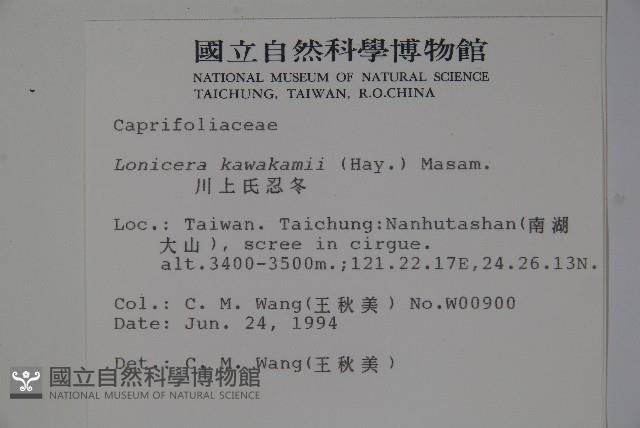 國立自然科學博物館
NATIONAL MUSEUM OF NATURAL SCIENCE
TAICHUNG, TAIWAN, R.O.CHINA
Caprifoliaceae
Lonicera kawakamii (Hay.) Masam.
川上氏忍冬
Loc.: Taiwan. Taichung:Nanhutashan(南湖
大山), scree in cirgue.
alt.3400-3500m.;121.22.17E,24.26.13N.
Col.: C. M. Wang(王秋美) No.W00900
Date: Jun. 24, 1994
Det.: C. M. Wang(王秋美)
國立自然科學博物館
NATIONAL MUSEUM OF NATURAL SCIENCE